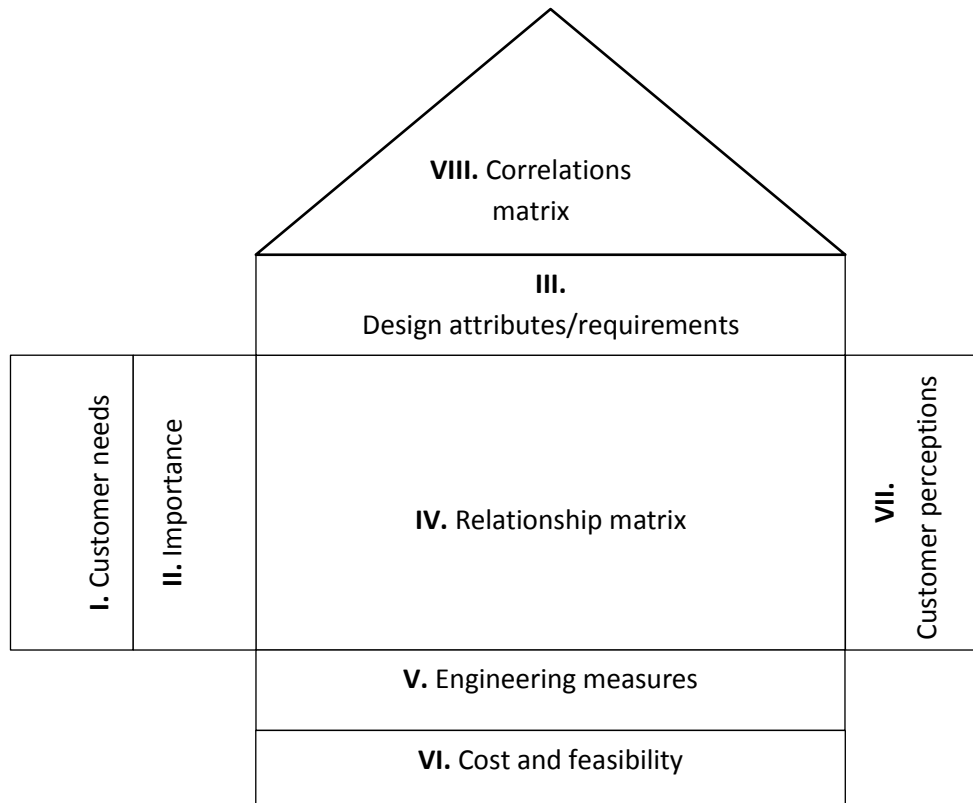 VIII. Correlations
matrix
III.
Design attributes/requirements
I. Customer needs
II. Importance
IV. Relationship matrix
VII.
Customer perceptions
V. Engineering measures
VI. Cost and feasibility